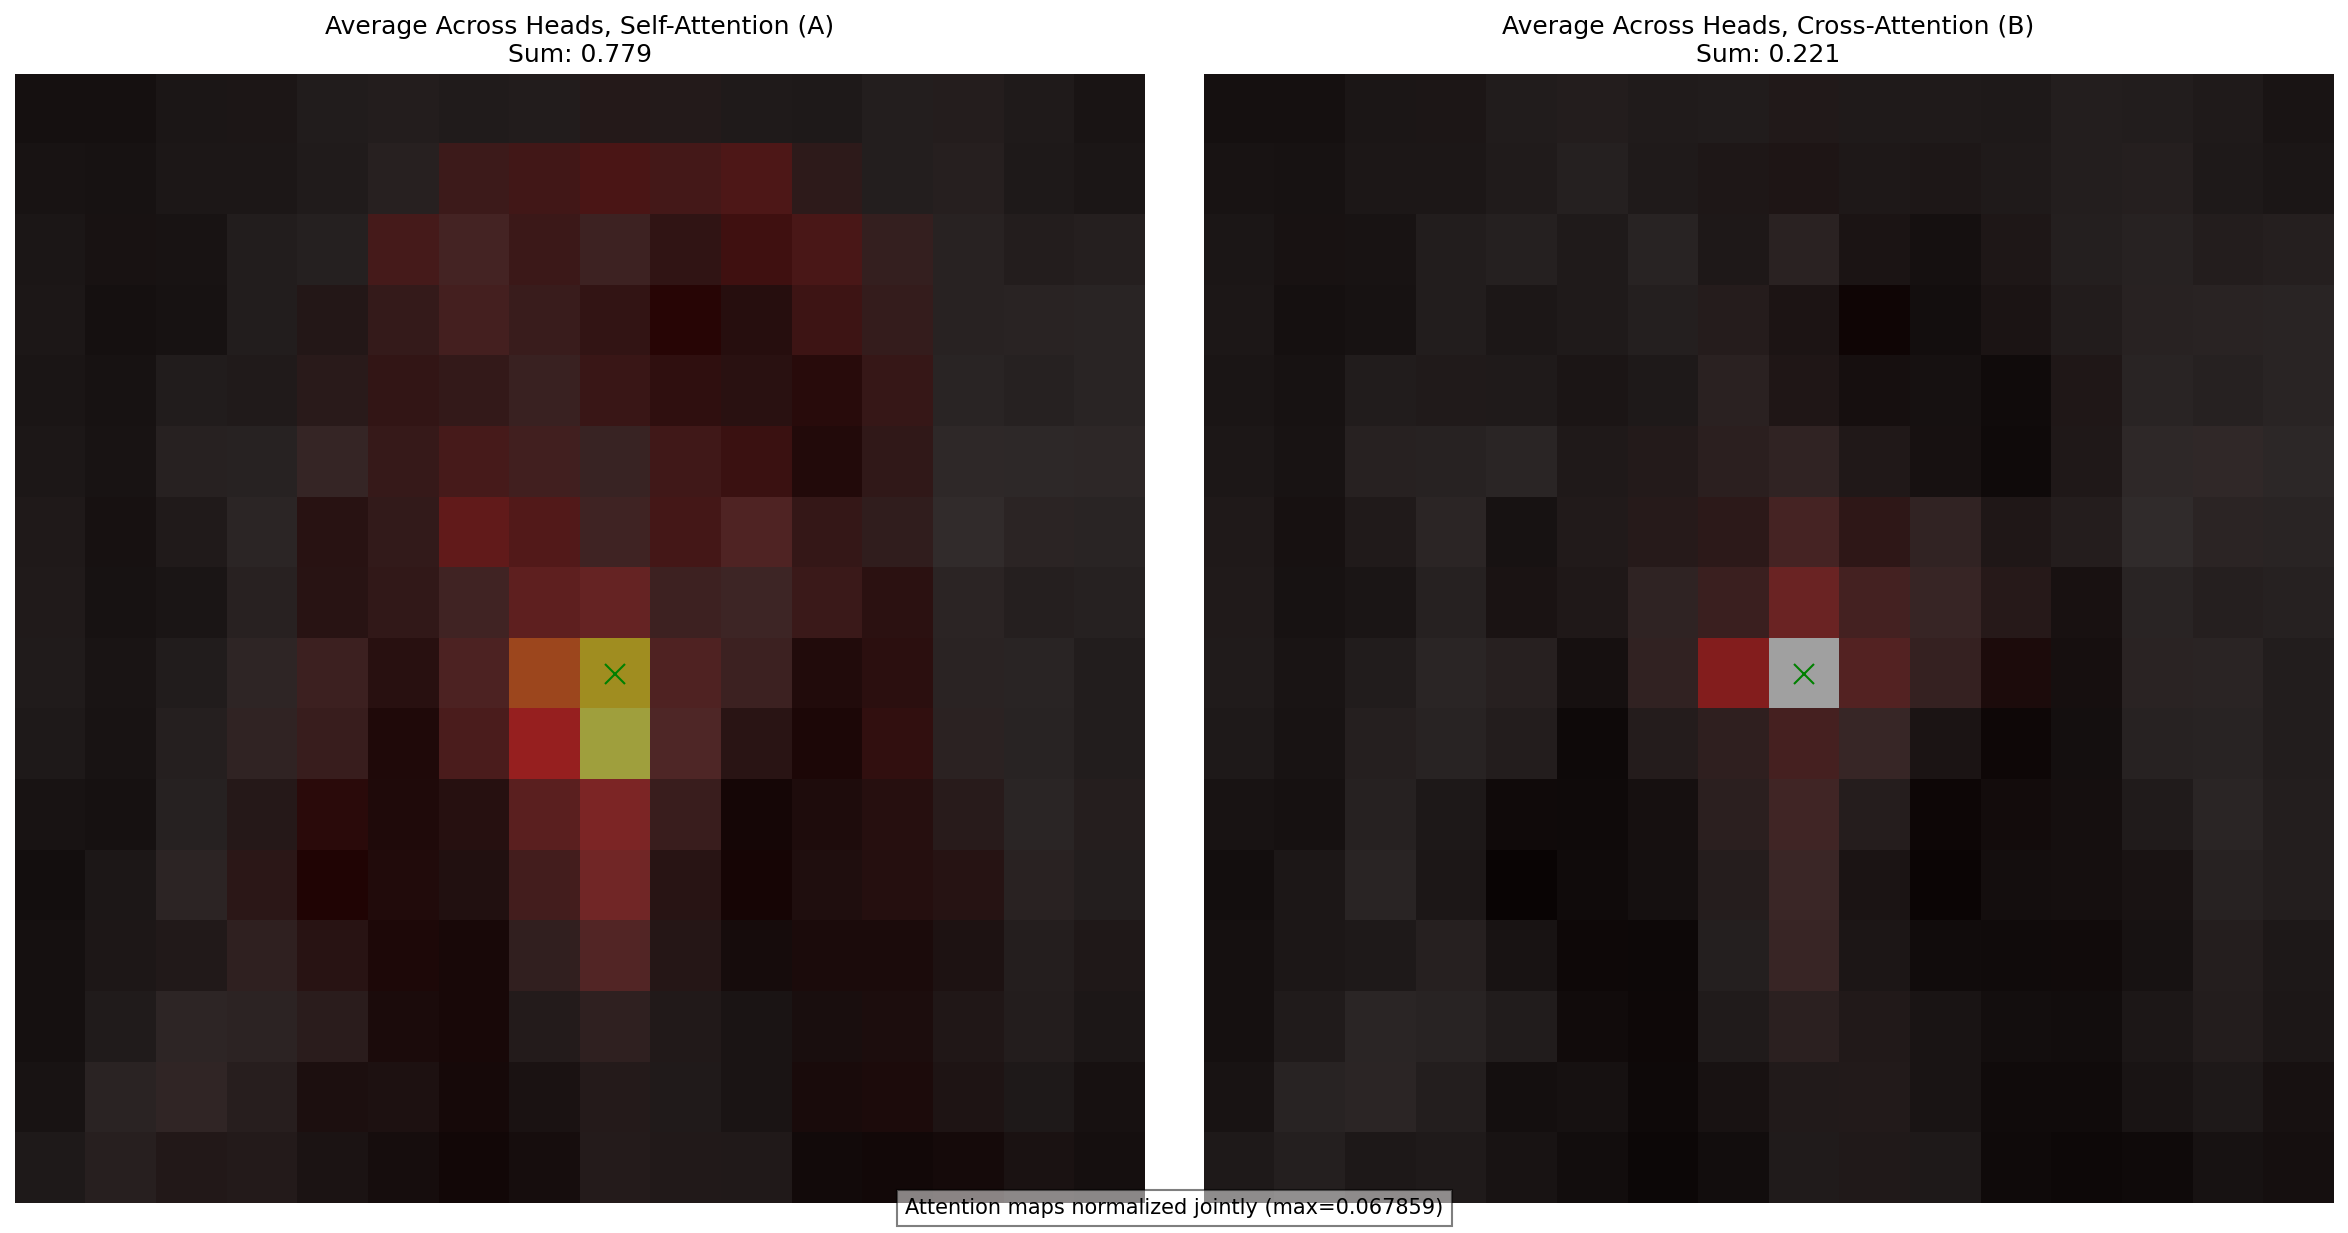 Average Across Heads, Self-Attention (A)
Sum: 0.779
Average Across Heads, Cross-Attention (B)
Sum: 0.221
Attention maps normalized jointly (max=0.067859)